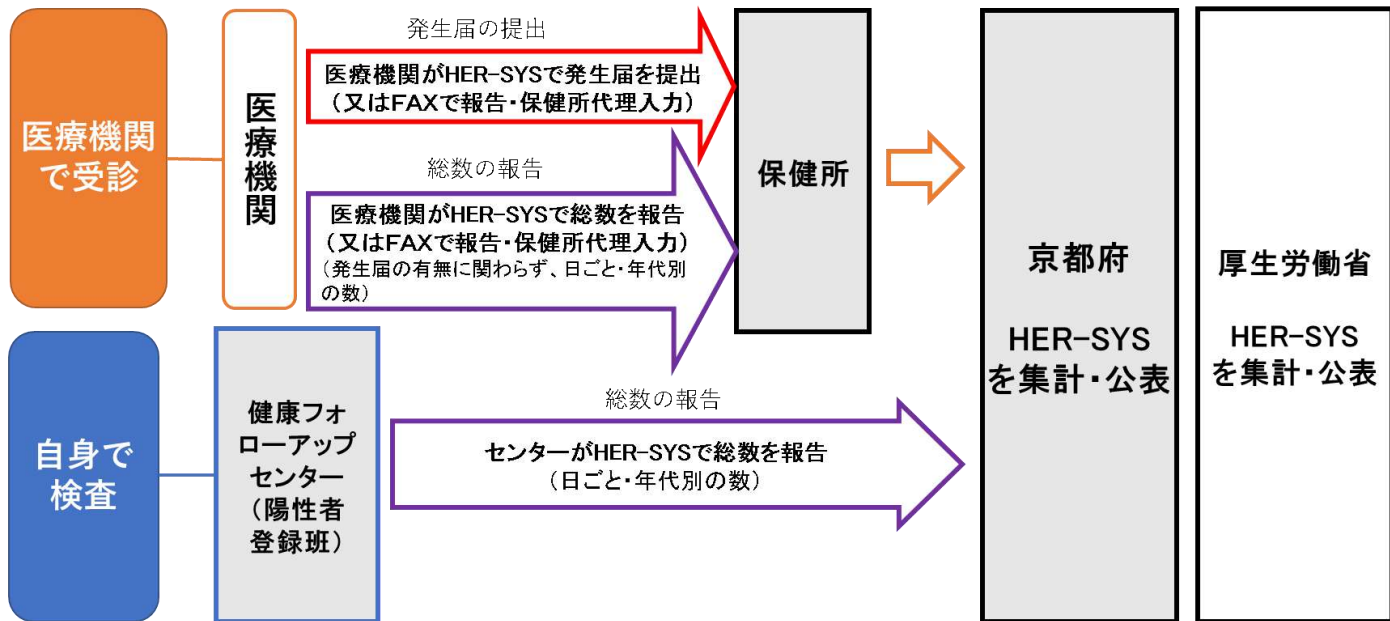 医療機関
で受診
医療機関
発生届の提出
医療機関がHER-SYSで発生届を提出
（又はFAXで報告・保健所代理入力）
総数の報告
医療機関がHER-SYSで総数を報告
（又はFAXで報告・保健所代理入力）
（発生届の有無に関わらず、日ごと・年代別
の数）
保健所
自身で
検査
健康フォ
ローアップ
センター
（陽性者
登録班）
総数の報告
センターがHER-SYSで総数を報告
（日ごと・年代別の数）
京都府
HER-SYS
を集計・公表
厚生労働省
HER-SYS
を集計・公表